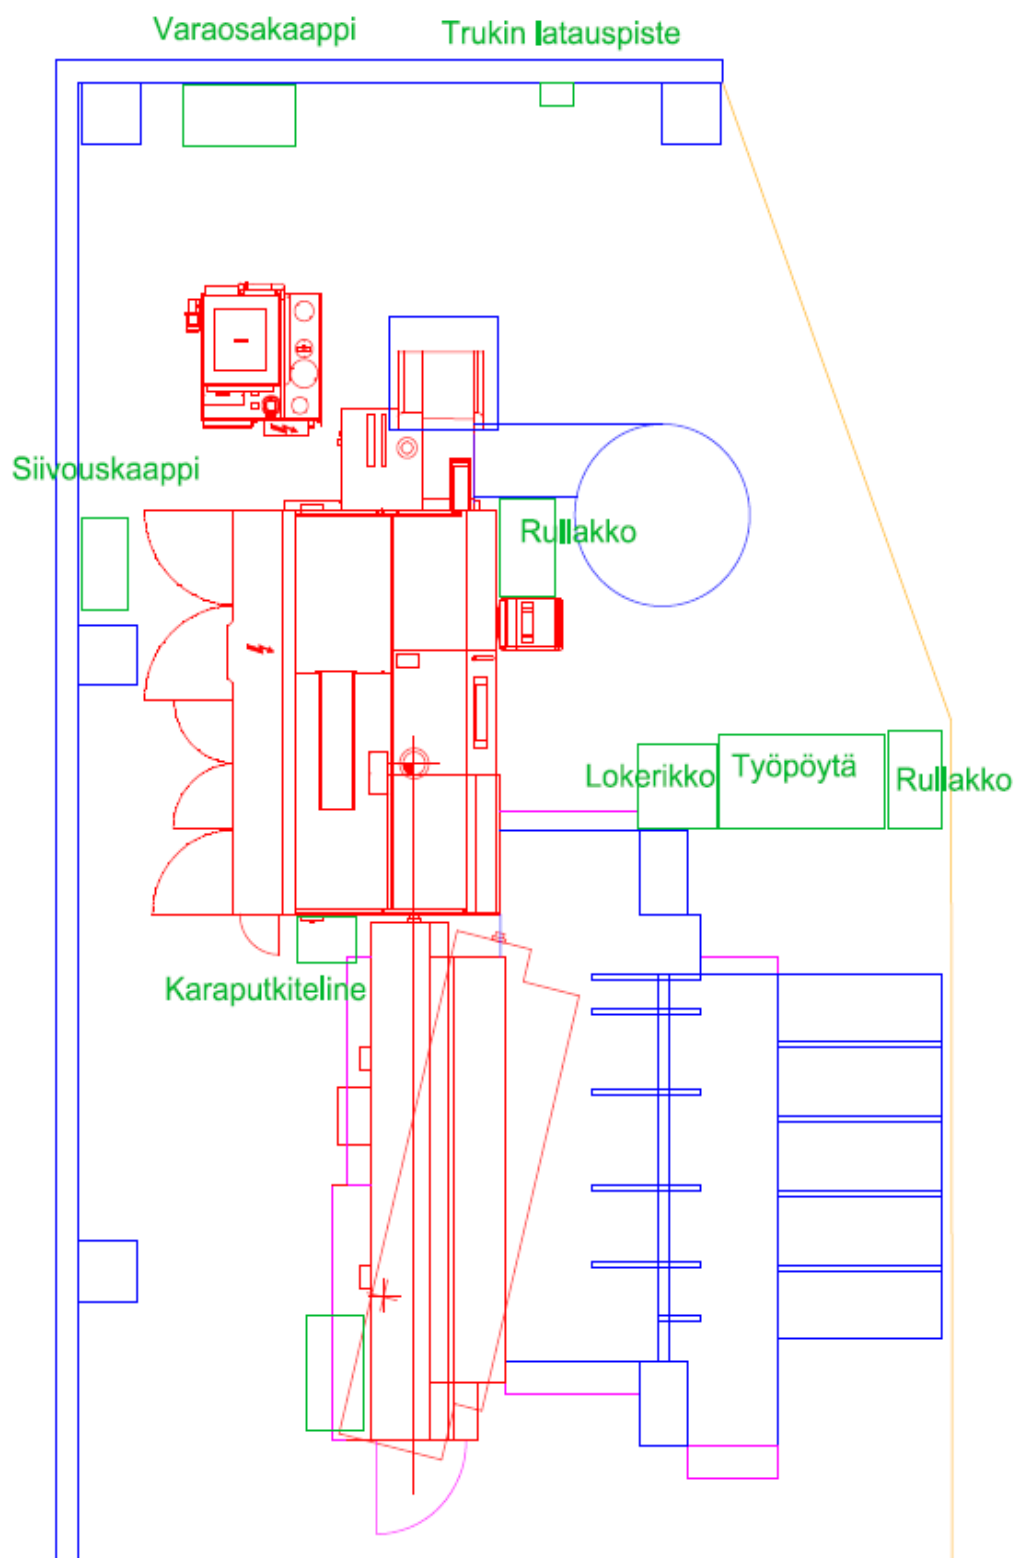 Varaosakaappi
Trukin latauspiste
Siivouskaappi
Rullakko
Lokerikko
Työpöytä
Rullakko
Karaputkiteline